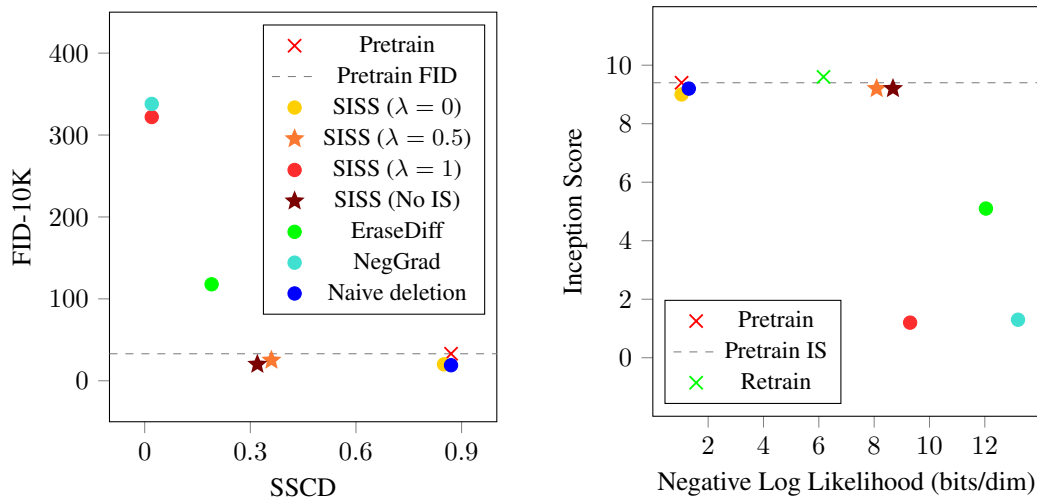 400
300
200
100
0
FID-10K
0
0.3
0.6
0.9
SSCD
Pretrain
Pretrain FID
SISS (λ = 0)
SISS (λ = 0.5)
SISS (λ = 1)
SISS (No IS)
EraseDiff
NegGrad
Naive deletion
10
8
6
4
2
0
Inception Score
2
4
6
8
10
12
Negative Log Likelihood (bits/dim)
Pretrain
Pretrain IS
Retrain